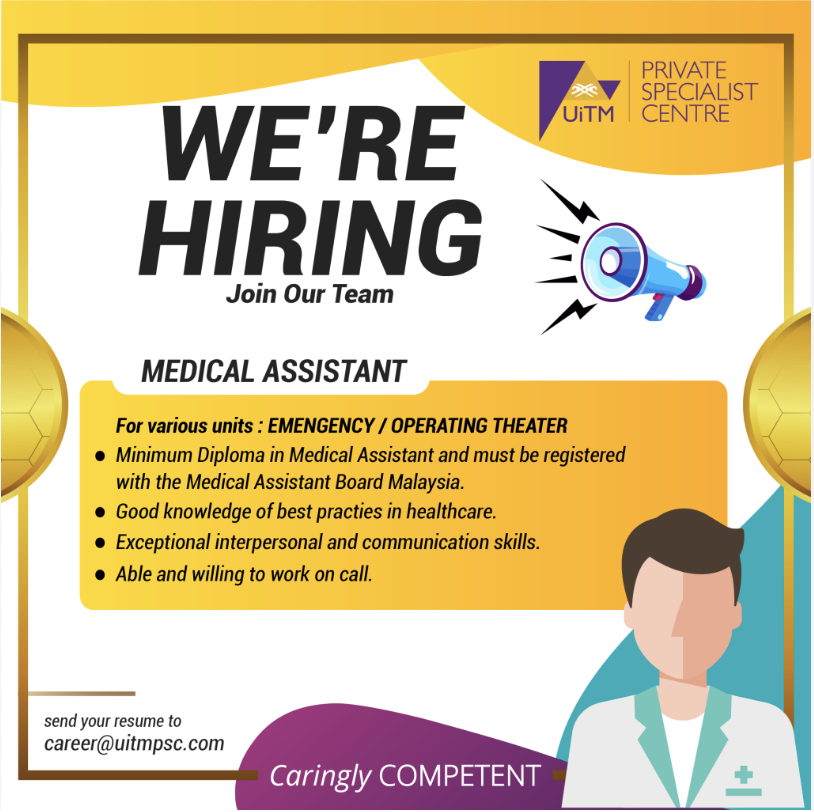 UiTM
PRIVATE
SPECIALIST
CENTRE
WE'RE
HIRING
Join Our Team
MEDICAL ASSISTANT
For various units : EMENGENCY / OPERATING THEATER
● Minimum Diploma in Medical Assistant and must be registered
with the Medical Assistant Board Malaysia.
● Good knowledge of best practies in healthcare.
● Exceptional interpersonal and communication skills.
● Able and willing to work on call.
send your resume to
career@uitmpsc.com
Caringly COMPETENT